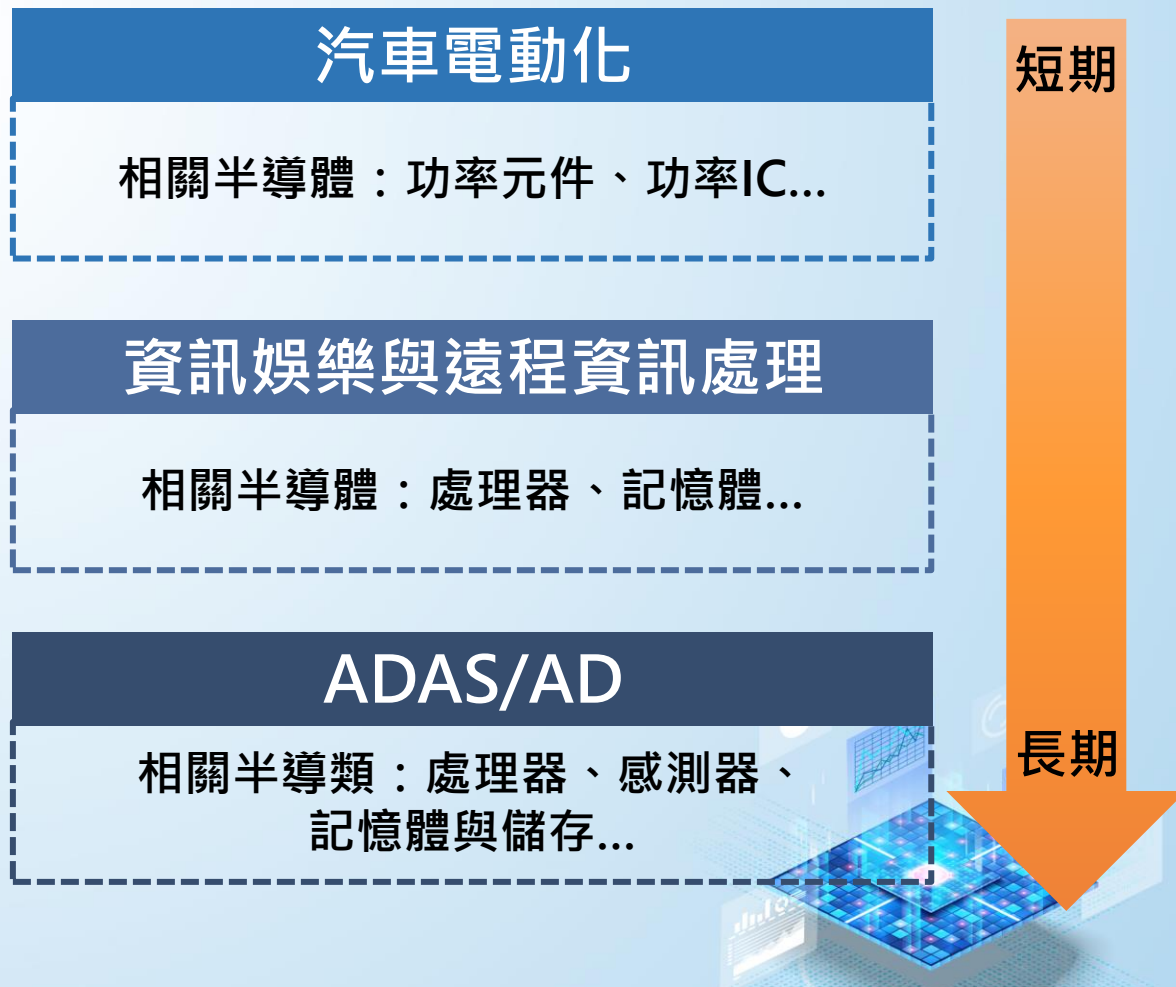 汽車電動化
短期
相關半導體：功率元件、功率IC...
資訊娛樂與遠程資訊處理
相關半導體：處理器、記憶體...
ADAS/AD
相關半導類：處理器、感測器、
記憶體與儲存...
長期